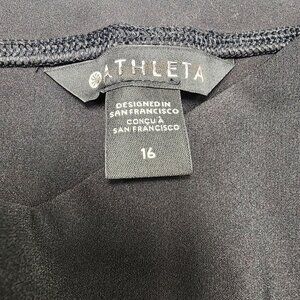 ATHLETA
DESIGNED IN
SAN FRANCISCO
CONÇU À
SAN FRANCISCO
16